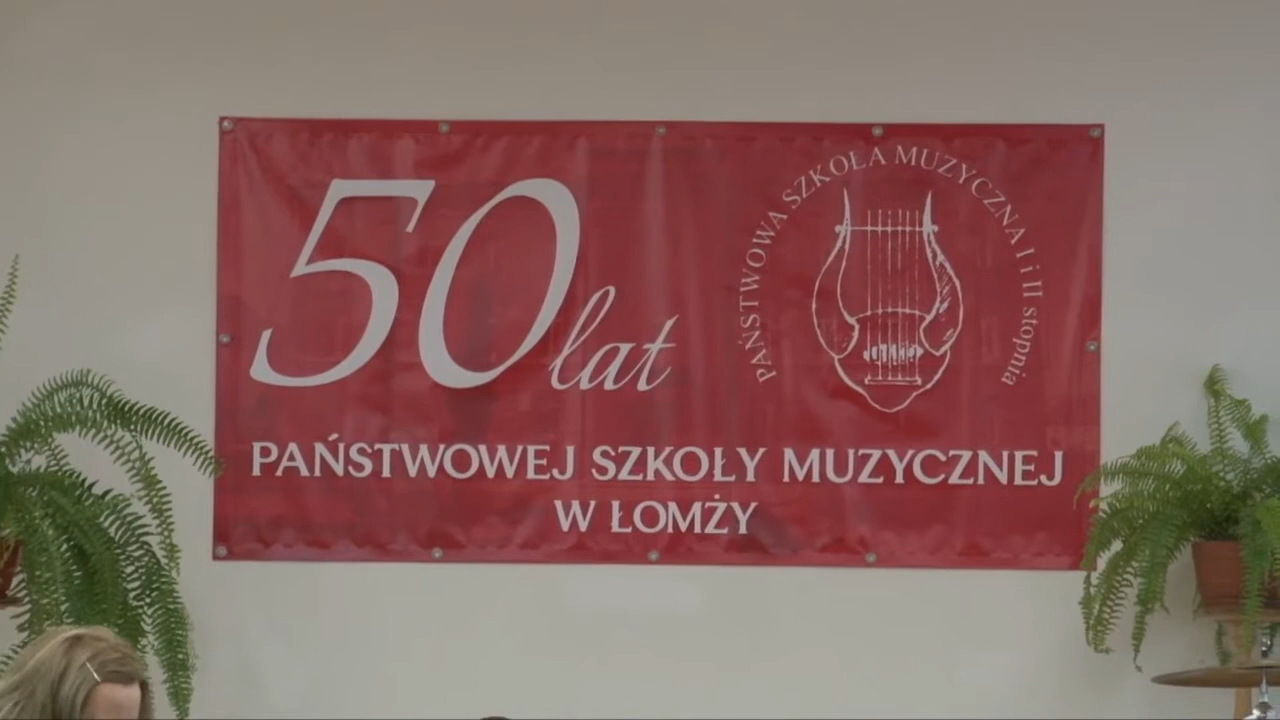 50 lat
PAŃSTWOWA SZKOŁA MUZYCZNA I i II stopnia
PAŃSTWOWEJ SZKOŁY MUZYCZNEJ
W ŁOMŻY